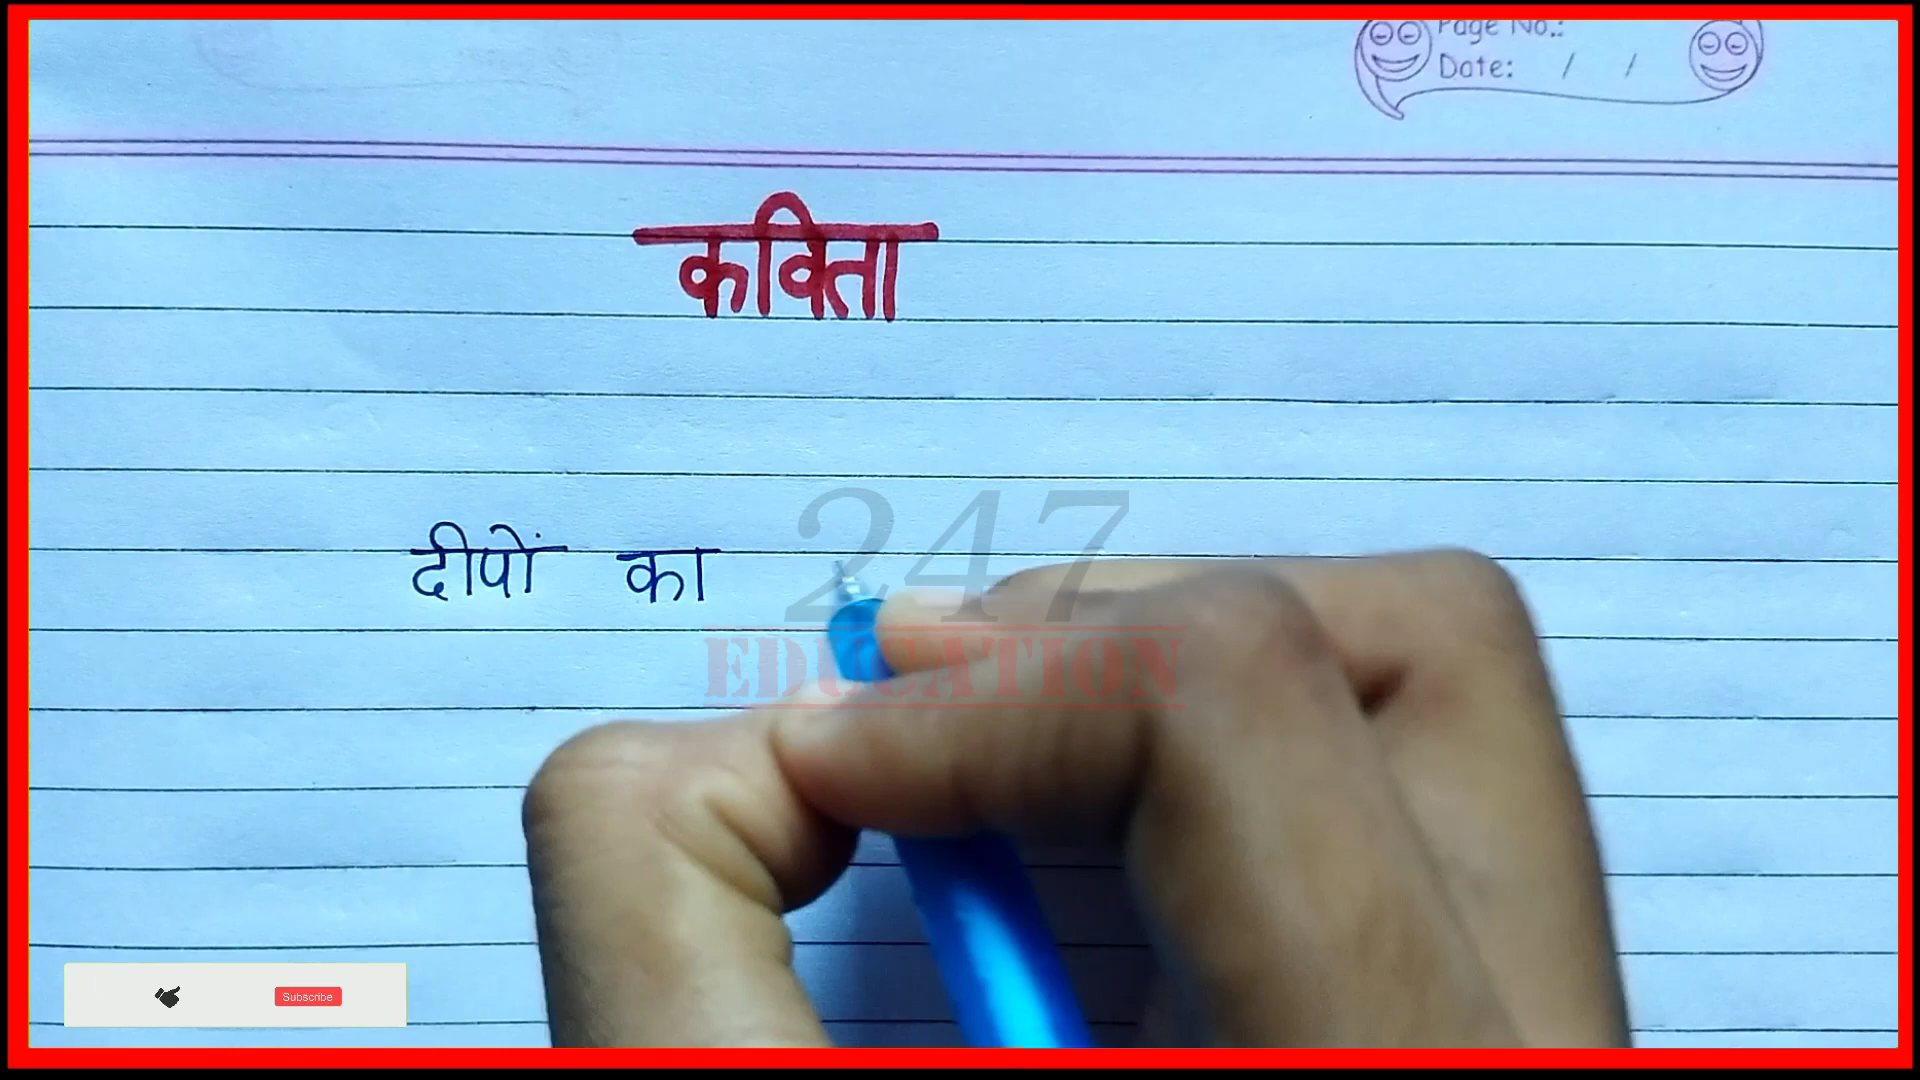 Page No.:
Date: / /
कविता
दीपों का
247
EDUCATION
Subscribe